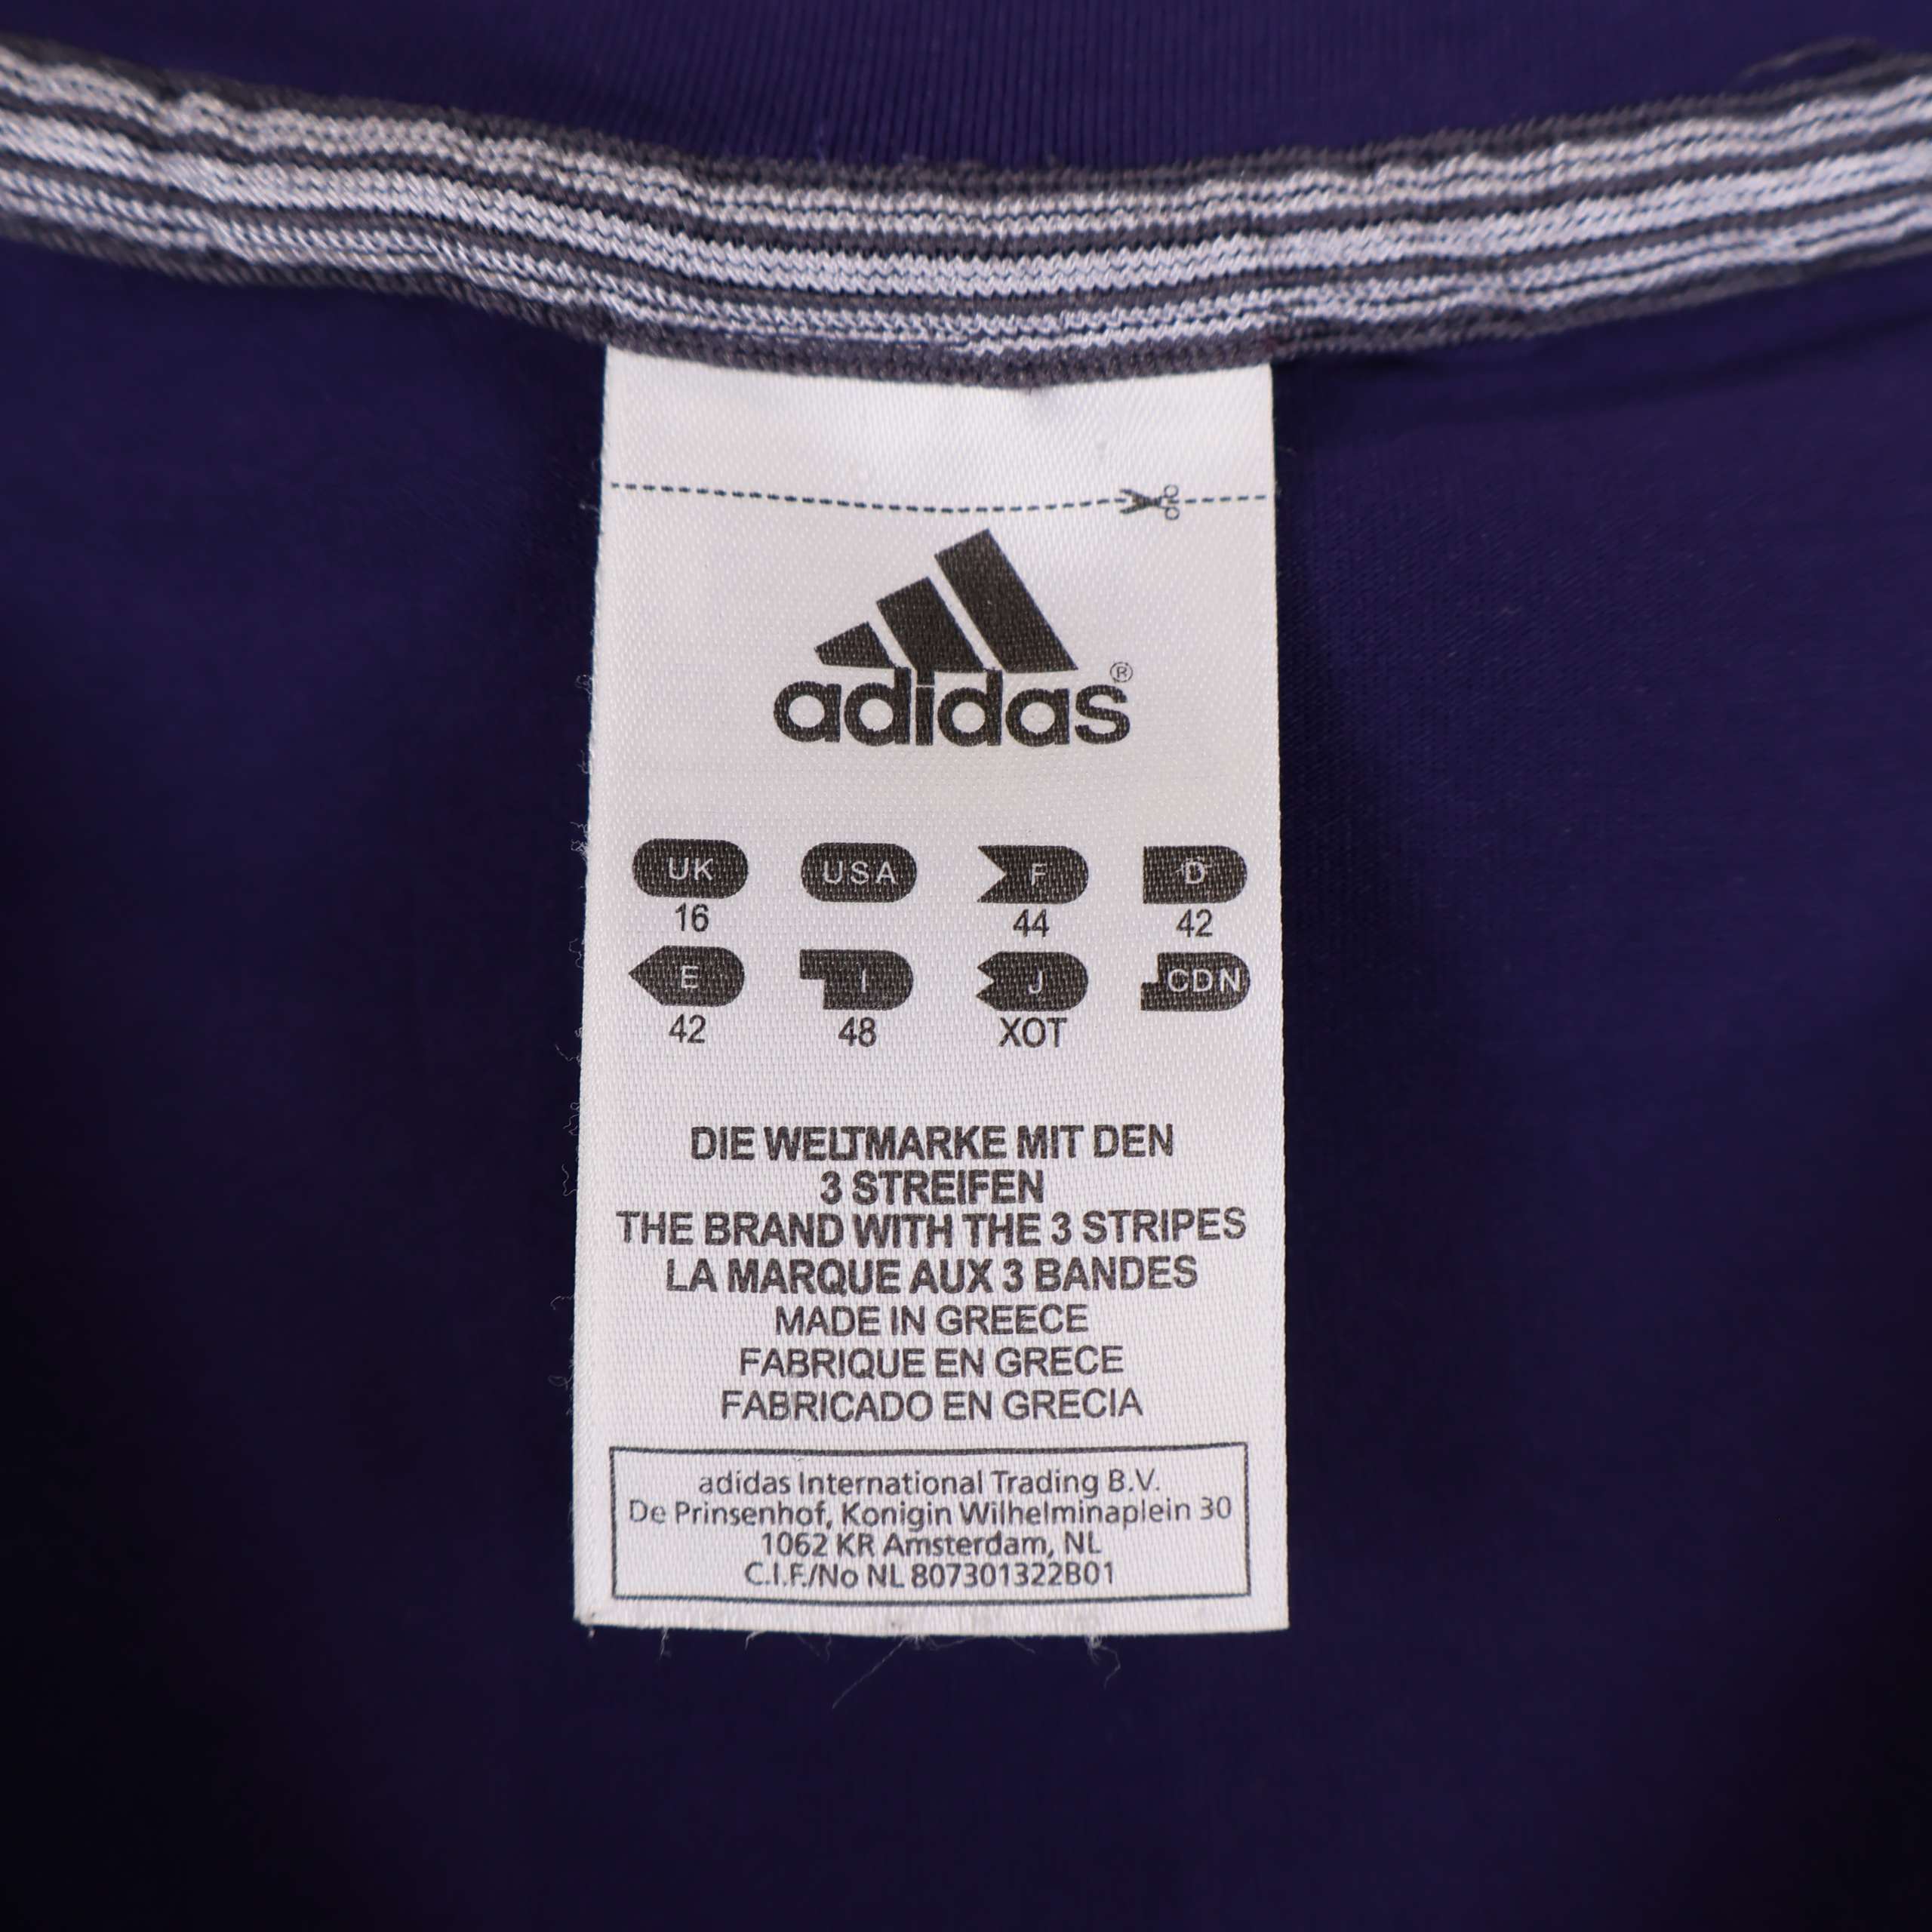 adidas®
UK USA F D
16 44 42
E I J CDN
42 48 XOT
DIE WELTMARKE MIT DEN
3 STREIFEN
THE BRAND WITH THE 3 STRIPES
LA MARQUE AUX 3 BANDES
MADE IN GREECE
FABRIQUE EN GRECE
FABRICADO EN GRECIA
adidas International Trading B.V.
De Prinsenhof, Konigin Wilhelminaplein 30
1062 KR Amsterdam, NL
C.I.F./No NL 807301322B01